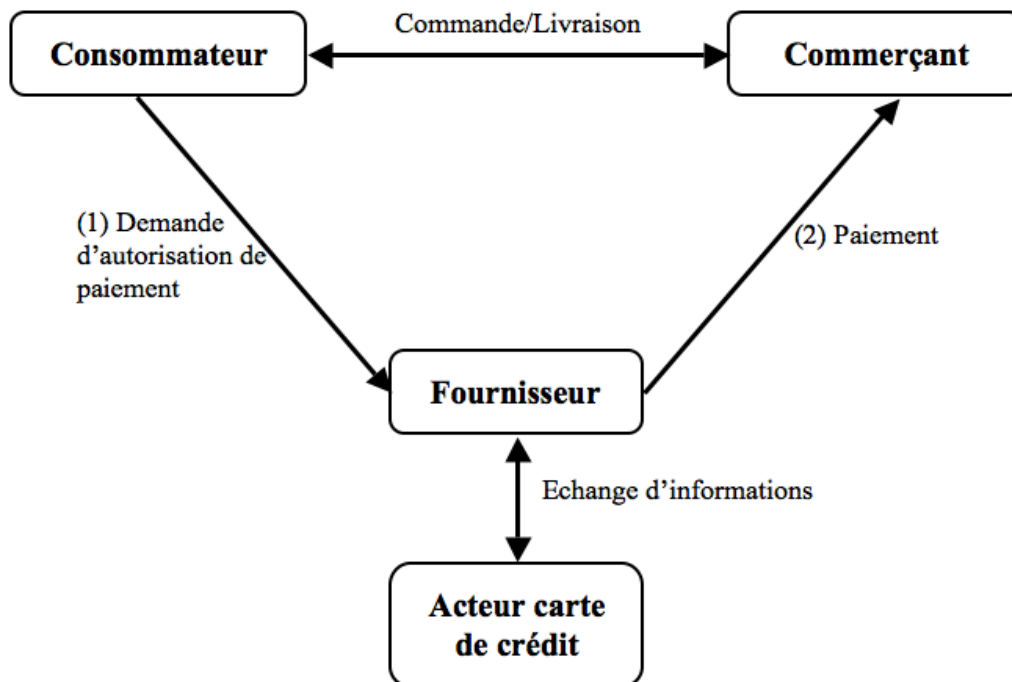 Commande/Livraison
Consommateur
Commerçant
(1) Demande
d’autorisation de
paiement
(2) Paiement
Fournisseur
Echange d’informations
Acteur carte
de crédit